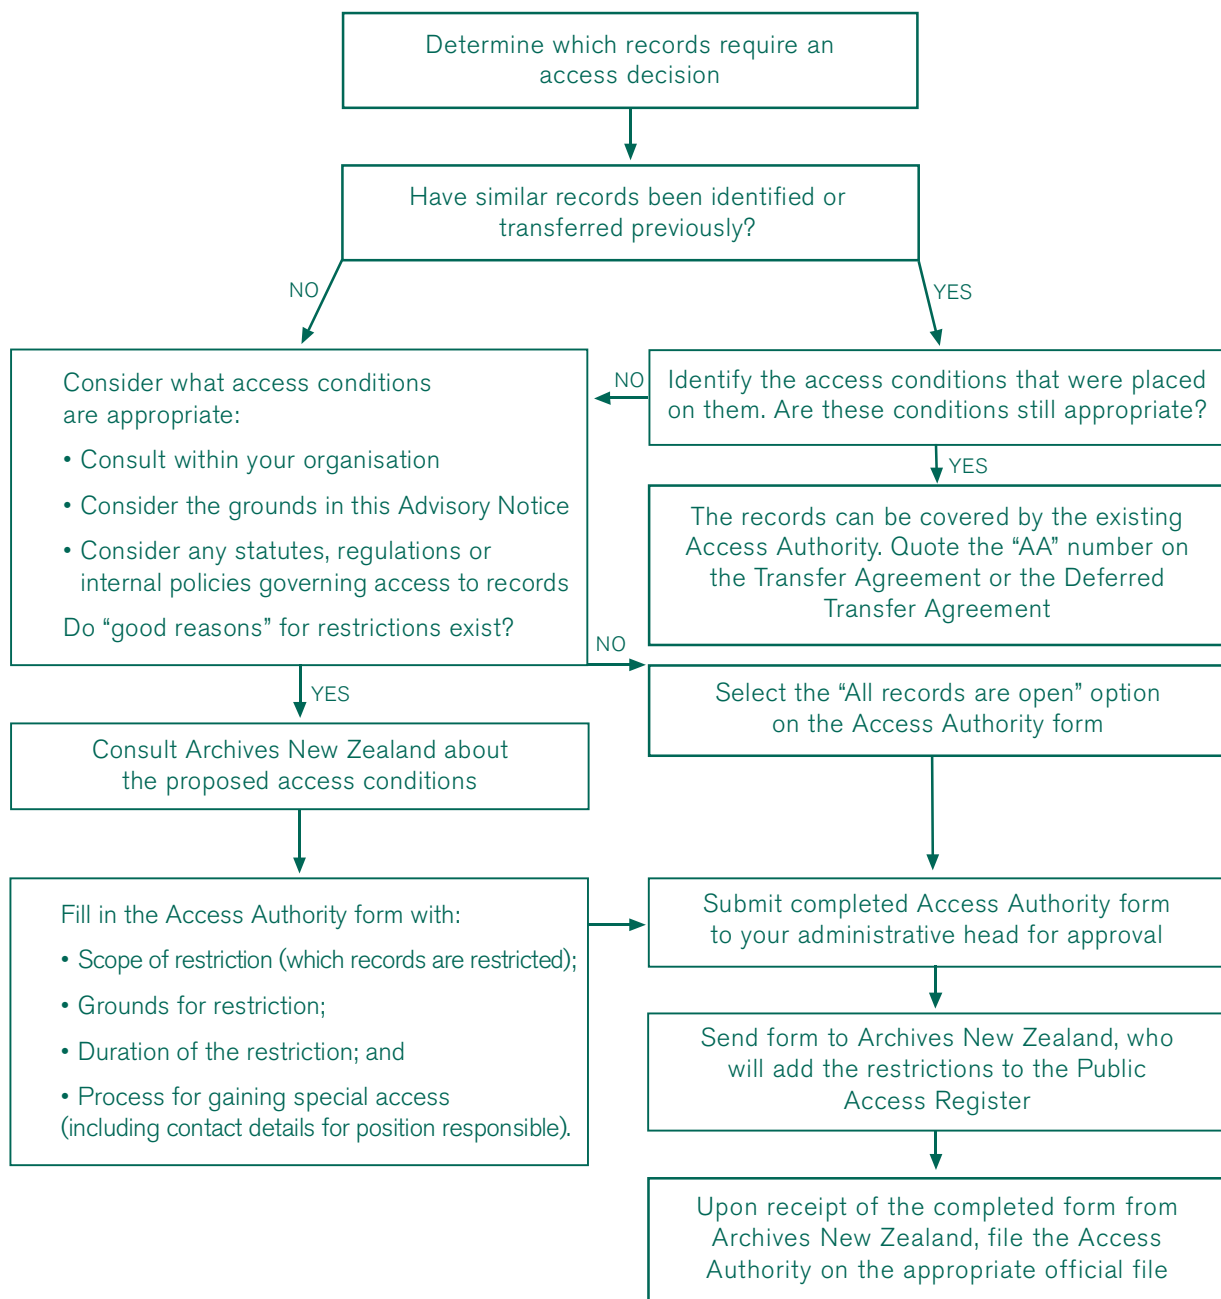 Determine which records require an
access decision
Have similar records been identified or
transferred previously?
NO
YES
Consider what access conditions
are appropriate:
• Consult within your organisation
• Consider the grounds in this Advisory Notice
• Consider any statutes, regulations or
internal policies governing access to records
Do “good reasons” for restrictions exist?
NO
Identify the access conditions that were placed
on them. Are these conditions still appropriate?
YES
The records can be covered by the existing
Access Authority. Quote the “AA” number on
the Transfer Agreement or the Deferred
Transfer Agreement
NO
Select the “All records are open” option
on the Access Authority form
YES
Consult Archives New Zealand about
the proposed access conditions
Fill in the Access Authority form with:
• Scope of restriction (which records are restricted);
• Grounds for restriction;
• Duration of the restriction; and
• Process for gaining special access
(including contact details for position responsible).
Submit completed Access Authority form
to your administrative head for approval
Send form to Archives New Zealand, who
will add the restrictions to the Public
Access Register
Upon receipt of the completed form from
Archives New Zealand, file the Access
Authority on the appropriate official file